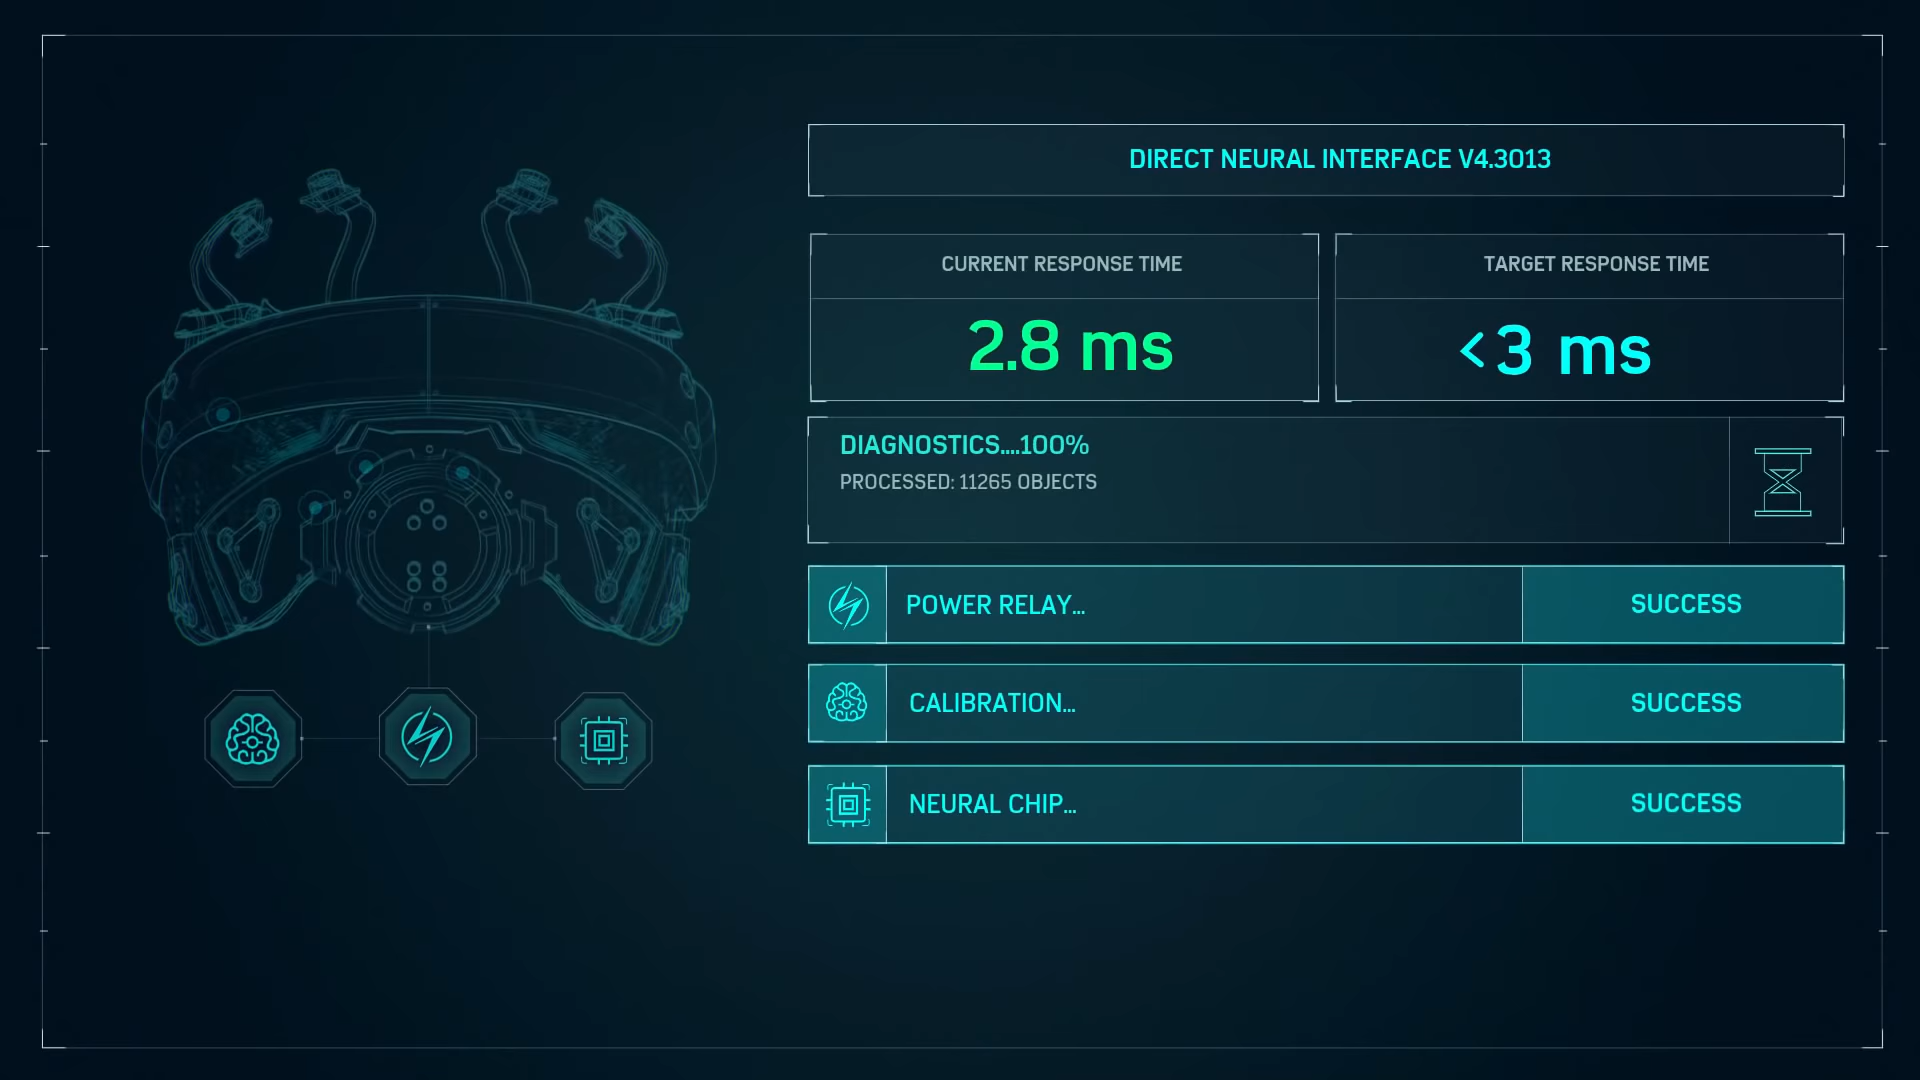 DIRECT NEURAL INTERFACE V4.3013
CURRENT RESPONSE TIME
TARGET RESPONSE TIME
2.8 ms
<3 ms
DIAGNOSTICS....100%
PROCESSED: 11265 OBJECTS
POWER RELAY...
SUCCESS
CALIBRATION...
SUCCESS
NEURAL CHIP...
SUCCESS